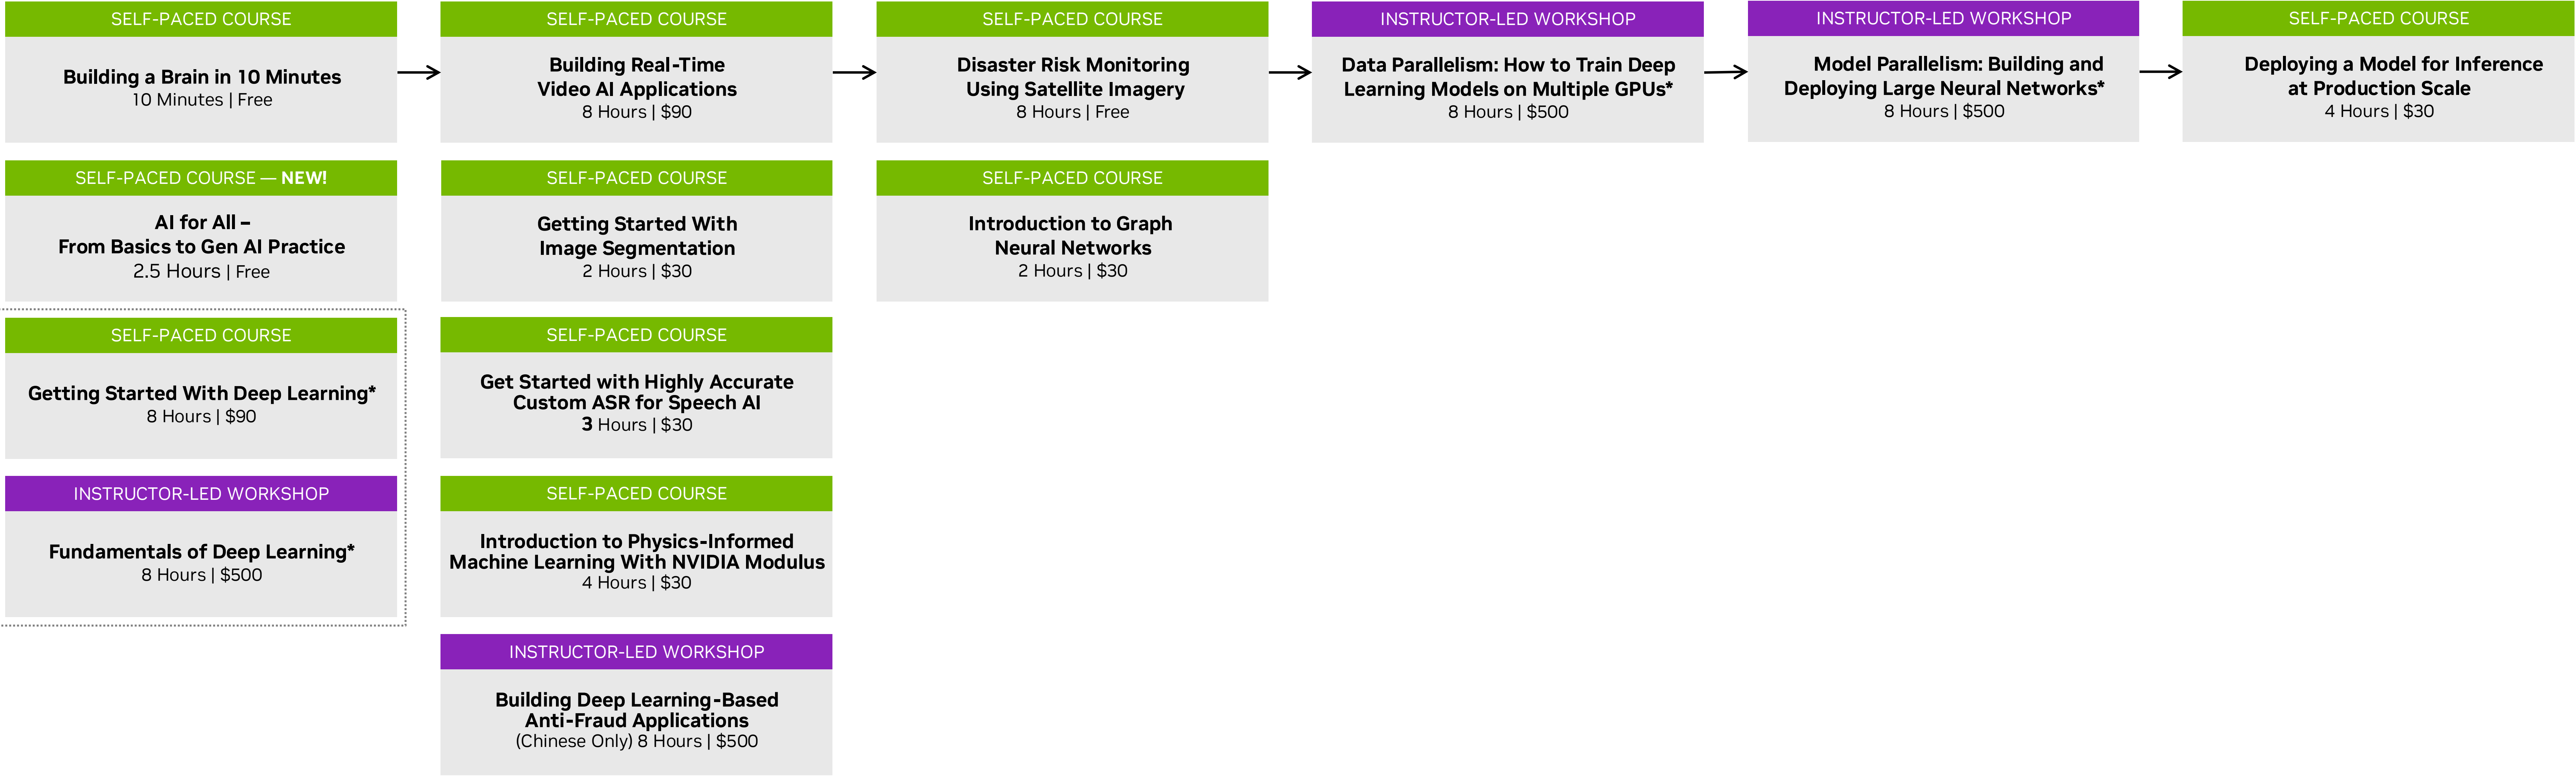 SELF-PACED COURSE
Building a Brain in 10 Minutes
10 Minutes | Free
SELF-PACED COURSE
Building Real-Time
Video AI Applications
8 Hours | $90
SELF-PACED COURSE
Disaster Risk Monitoring
Using Satellite Imagery
8 Hours | Free
INSTRUCTOR-LED WORKSHOP
Data Parallelism: How to Train Deep
Learning Models on Multiple GPUs*
8 Hours | $500
INSTRUCTOR-LED WORKSHOP
Model Parallelism: Building and
Deploying Large Neural Networks*
8 Hours | $500
SELF-PACED COURSE
Deploying a Model for Inference
at Production Scale
4 Hours | $30
SELF-PACED COURSE — NEW!
AI for All –
From Basics to Gen AI Practice
2.5 Hours | Free
SELF-PACED COURSE
Getting Started With
Image Segmentation
2 Hours | $30
SELF-PACED COURSE
Introduction to Graph
Neural Networks
2 Hours | $30
SELF-PACED COURSE
Getting Started With Deep Learning*
8 Hours | $90
SELF-PACED COURSE
Get Started with Highly Accurate
Custom ASR for Speech AI
3 Hours | $30
INSTRUCTOR-LED WORKSHOP
Fundamentals of Deep Learning*
8 Hours | $500
SELF-PACED COURSE
Introduction to Physics-Informed
Machine Learning With NVIDIA Modulus
4 Hours | $30
INSTRUCTOR-LED WORKSHOP
Building Deep Learning-Based
Anti-Fraud Applications
(Chinese Only) 8 Hours | $500